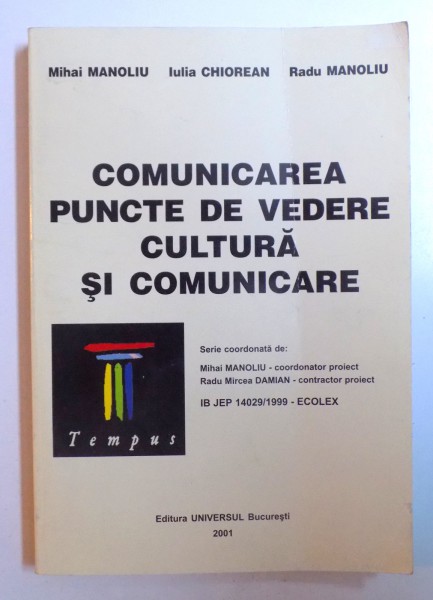 Mihai MANOLIU Iulia CHIOREAN Radu MANOLIU
COMUNICAREA
PUNCTE DE VEDERE
CULTURĂ
ŞI COMUNICARE
Serie coordonată de:
Mihai MANOLIU - coordonator proiect
Radu Mircea DAMIAN - contractor proiect
IB JEP 14029/1999 - ECOLEX
Tempus
Editura UNIVERSUL Bucureşti
2001